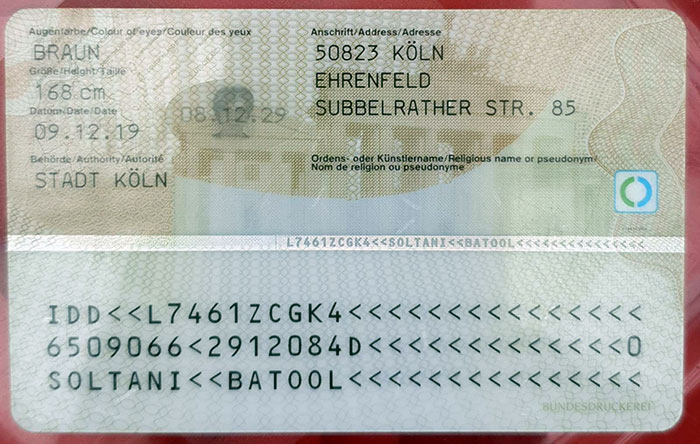 Augenfarbe/Colour of eyes/Couleur des yeux
BRAUN
Größe/Height/Taille
168 cm
Datum/Date/Date
09.12.19
Behörde/Authority/Autorité
STADT KÖLN
08.12.29
Anschrift/Address/Adresse
50823 KÖLN
EHRENFELD
SUBBELRATHER STR. 85
Ordens- oder Künstlername/Religious name or pseudonym/
Nom de religion ou pseudonyme
L7461ZCGK4<<SOLTANI<<BATOOL<<<<<<<<<<<<<<
IDD<<L7461ZCGK4<<<<<<<<<<<<<<<
6509066<2912084D<<<<<<<<<<<<<0
SOLTANI<<BATOOL<<<<<<<<<<<<<<<
BUNDESDRUCKEREI